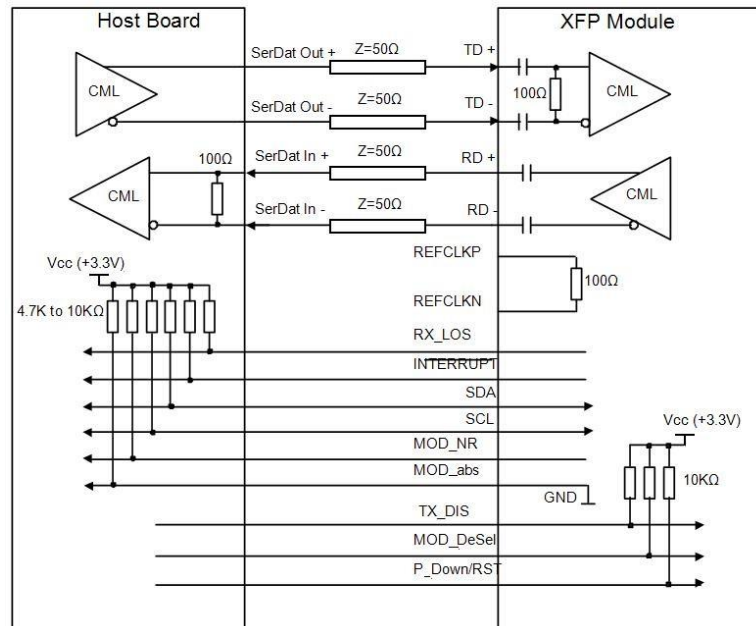 Host Board
XFP Module
SerDat Out +
Z=50Ω
TD +
CML
100Ω
CML
SerDat Out -
Z=50Ω
TD -
100Ω
SerDat In +
Z=50Ω
RD +
CML
CML
SerDat In -
Z=50Ω
RD -
REFCLKP
Vcc (+3.3V)
100Ω
4.7K to 10KΩ
REFCLKN
RX_LOS
INTERRUPT
SDA
SCL
Vcc (+3.3V)
MOD_NR
MOD_abs
10KΩ
GND
TX_DIS
MOD_DeSel
P_Down/RST